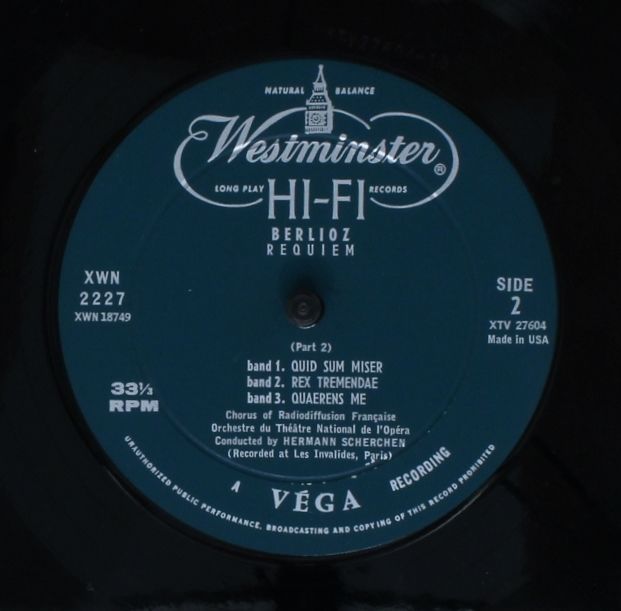 NATURAL BALANCE
Westminster®
LONG PLAY RECORDS
HI-FI
BERLIOZ
REQUIEM
XWN
2227
XWN 18749
SIDE
2
XTV 27604
Made in USA
(Part 2)
band 1. QUID SUM MISER
band 2. REX TREMENDAE
band 3. QUAERENS ME
33⅓
RPM
Chorus of Radiodiffusion Française
Orchestre du Théâtre National de l'Opéra
Conducted by HERMANN SCHERCHEN
(Recorded at Les Invalides, Paris)
A VÉGA RECORDING
UNAUTHORIZED PUBLIC PERFORMANCE, BROADCASTING AND COPYING OF THIS RECORD PROHIBITED